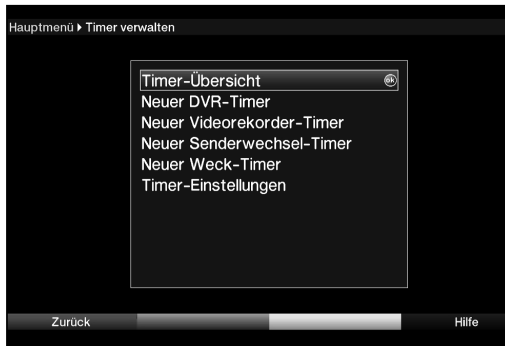 Hauptmenü ▸ Timer verwalten
Timer-Übersicht ok
Neuer DVR-Timer
Neuer Videorekorder-Timer
Neuer Senderwechsel-Timer
Neuer Weck-Timer
Timer-Einstellungen
Zurück Hilfe